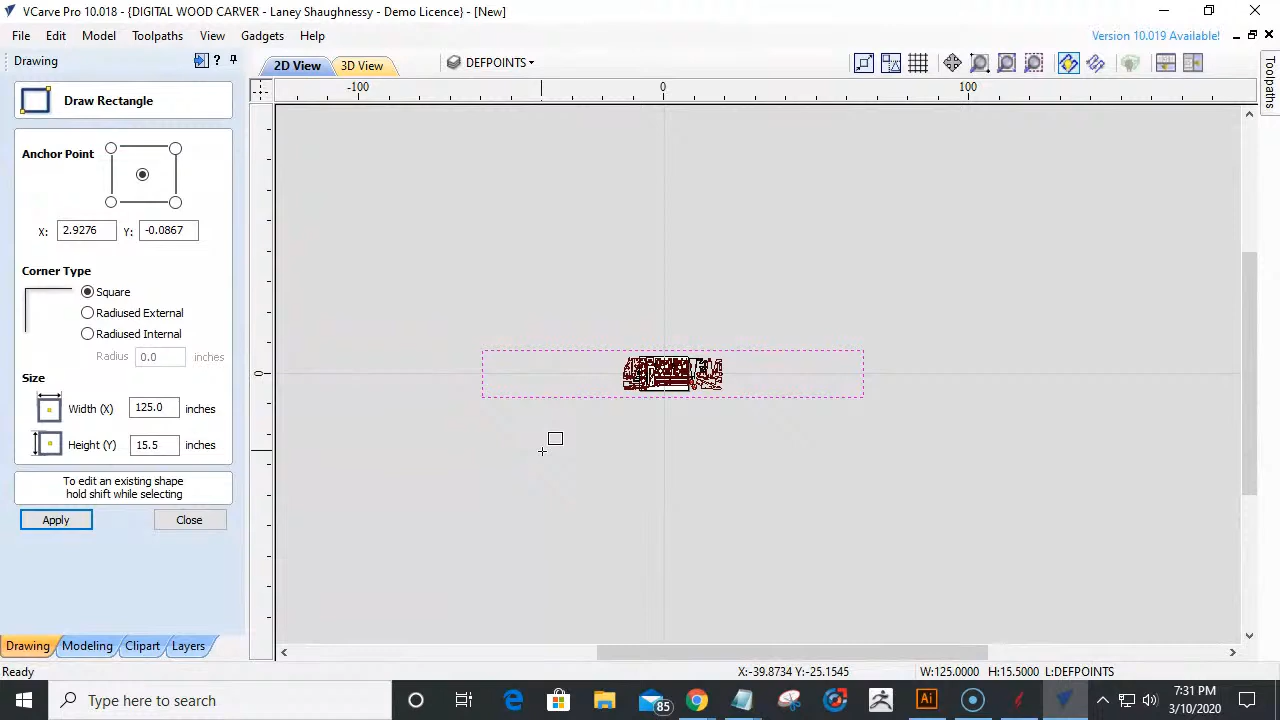 VCarve Pro 10.018 - {DIGITAL WOOD CARVER - Laney Shaughnessy - Demo Licence} - [New]
File Edit Model Toolpaths View Gadgets Help
Version 10.019 Available!
Drawing
2D View 3D View DEFPOINTS
Toolpaths
-100 0 100
Draw Rectangle
Anchor Point
X: 2.9276 Y: -0.0867
Corner Type
Square
Radiused External
Radiused Internal
Radius 0.0 inches
0
Size
Width (X) 125.0 inches
Height (Y) 15.5 inches
To edit an existing shape
hold shift while selecting
Apply Close
Drawing Modeling Clipart Layers
Ready X:-39.8734 Y:-25.1545 W:125.0000 H:15.5000 L:DEFPOINTS
Type here to search
85
Ai
7:31 PM
3/10/2020